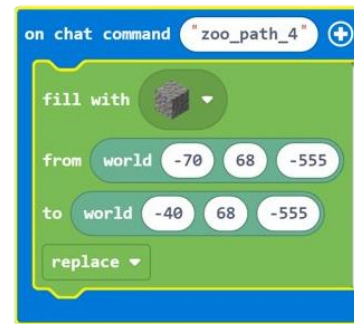 on chat command "zoo_path_4"
fill with
from world -70 68 -555
to world -40 68 -555
replace